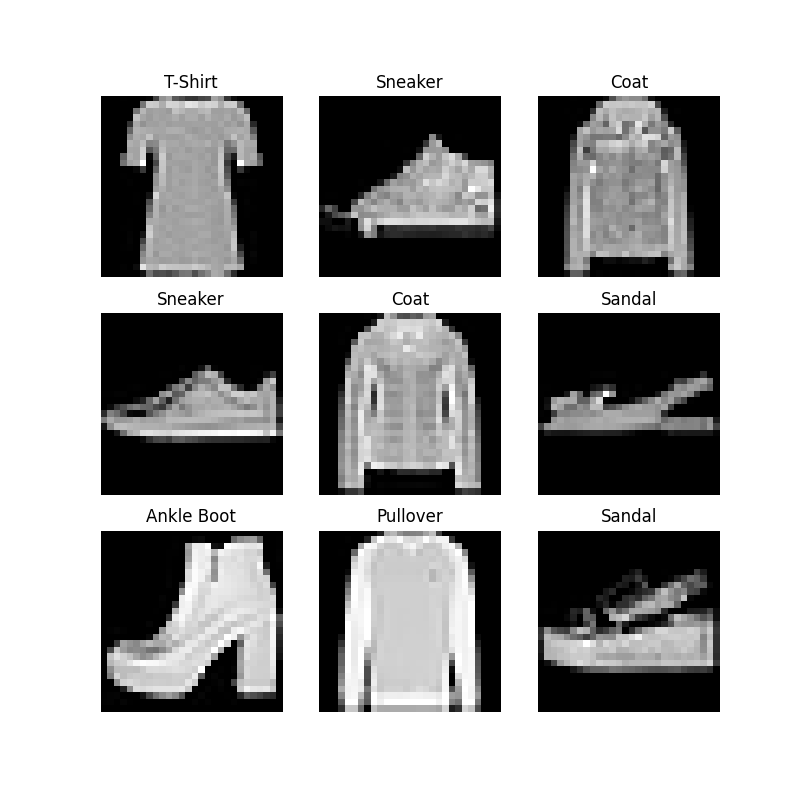 T-Shirt
Sneaker
Coat
Sneaker
Coat
Sandal
Ankle Boot
Pullover
Sandal